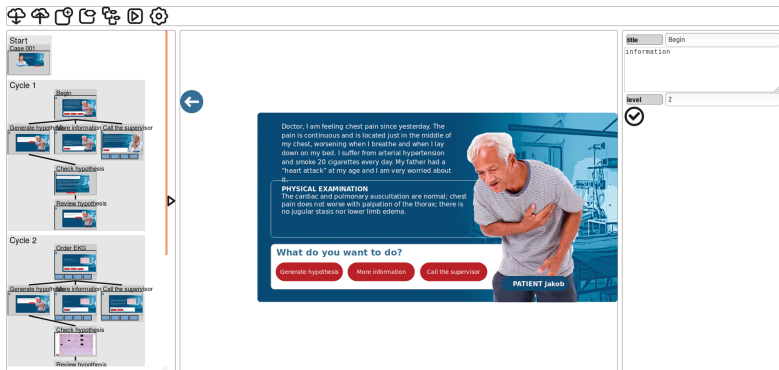 Start
Case 001
Cycle 1
Begin
Generate hypothesis
More information
Call the supervisor
Check hypothesis
Review hypothesis
Cycle 2
Order EKG
Generate hypothesis
More information
Call the supervisor
Check hypothesis
Review hypothesis
Doctor, I am feeling chest pain since yesterday. The
pain is continuous and is located just in the middle of
my chest, worsening when I breathe and when I lay
down on my bed. I suffer from arterial hypertension
and smoke 20 cigarettes every day. My father had a
"heart attack" at my age and I am very worried about
it.
PHYSICAL EXAMINATION
The cardiac and pulmonary auscultation are normal; chest
pain does not worse with palpation of the thorax; there is
no jugular stasis nor lower limb edema.
What do you want to do?
Generate hypothesis
More information
Call the supervisor
PATIENT Jakob
title Begin
information
level 2